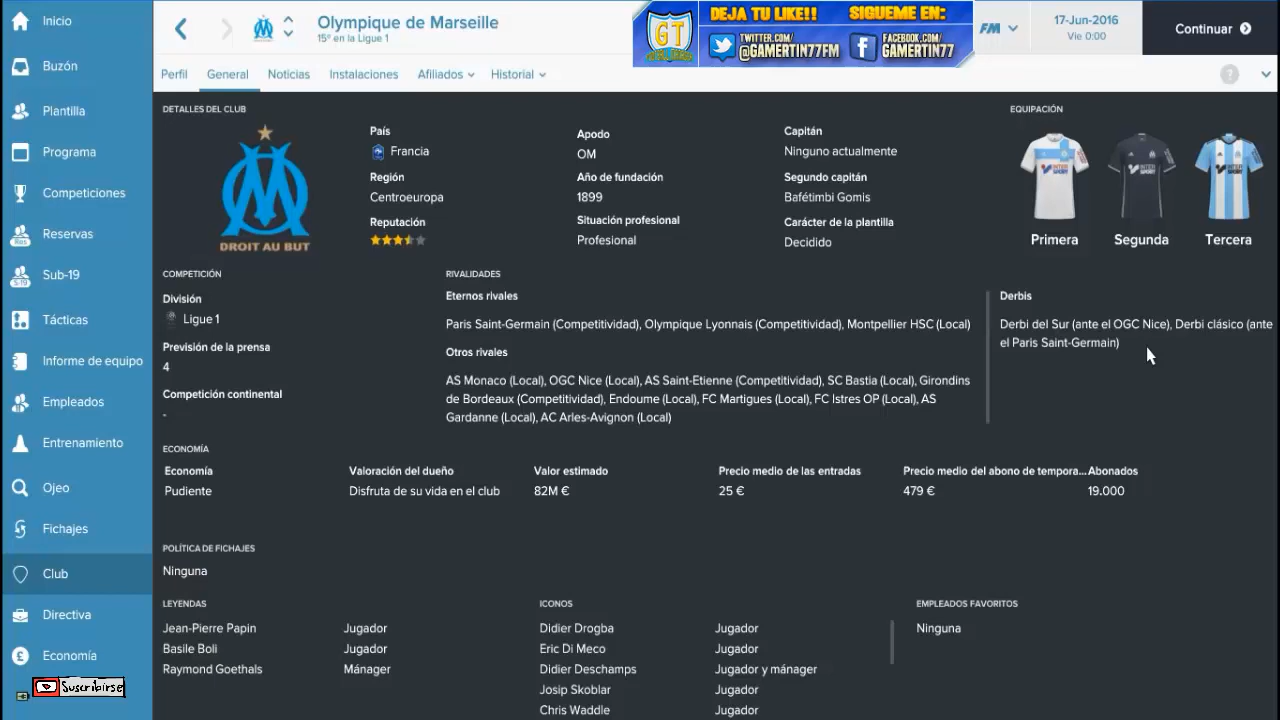 Inicio
Buzón
Plantilla
Programa
Competiciones
Reservas
Sub-19
Tácticas
Informe de equipo
Empleados
Entrenamiento
Ojeo
Fichajes
Club
Directiva
Economía
Suscribirse
Olympique de Marseille
15º en la Ligue 1
GT
DEJA TU LIKE!! SIGUEME EN:
TWITTER.COM/ @GAMERTIN77FM
FACEBOOK.COM/ GAMERTIN77
FM
17-Jun-2016
Vie 0:00
Continuar
Perfil General Noticias Instalaciones Afiliados Historial
?
DETALLES DEL CLUB
DROIT AU BUT
País
Francia
Región
Centroeuropa
Reputación
Apodo
OM
Año de fundación
1899
Situación profesional
Profesional
Capitán
Ninguno actualmente
Segundo capitán
Bafétimbi Gomis
Carácter de la plantilla
Decidido
EQUIPACIÓN
INTER SPORT
INTER SPORT
INTER SPORT
Primera Segunda Tercera
COMPETICIÓN
División
Ligue 1
Previsión de la prensa
4
Competición continental
-
RIVALIDADES
Eternos rivales
Paris Saint-Germain (Competitividad), Olympique Lyonnais (Competitividad), Montpellier HSC (Local)
Otros rivales
AS Monaco (Local), OGC Nice (Local), AS Saint-Etienne (Competitividad), SC Bastia (Local), Girondins
de Bordeaux (Competitividad), Endoume (Local), FC Martigues (Local), FC Istres OP (Local), AS
Gardanne (Local), AC Arles-Avignon (Local)
Derbis
Derbi del Sur (ante el OGC Nice), Derbi clásico (ante
el Paris Saint-Germain)
ECONOMÍA
Economía Valoración del dueño Valor estimado Precio medio de las entradas Precio medio del abono de tempora... Abonados
Pudiente Disfruta de su vida en el club 82M € 25 € 479 € 19.000
POLÍTICA DE FICHAJES
Ninguna
LEYENDAS
Jean-Pierre Papin Jugador
Basile Boli Jugador
Raymond Goethals Mánager
ICONOS
Didier Drogba Jugador
Eric Di Meco Jugador
Didier Deschamps Jugador y mánager
Josip Skoblar Jugador
Chris Waddle Jugador
EMPLEADOS FAVORITOS
Ninguna